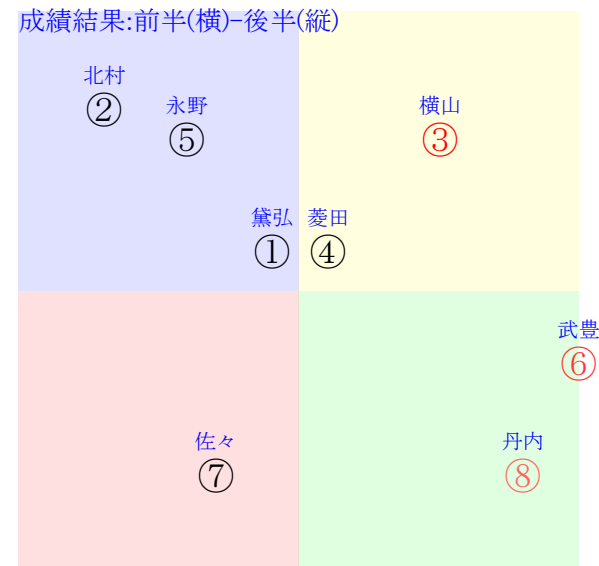 成績結果:前半(横)-後半(縦)
北村
②
永野
⑤
横山
③
黛弘
①
菱田
④
武豊
⑥
佐々
⑦
丹内
⑧